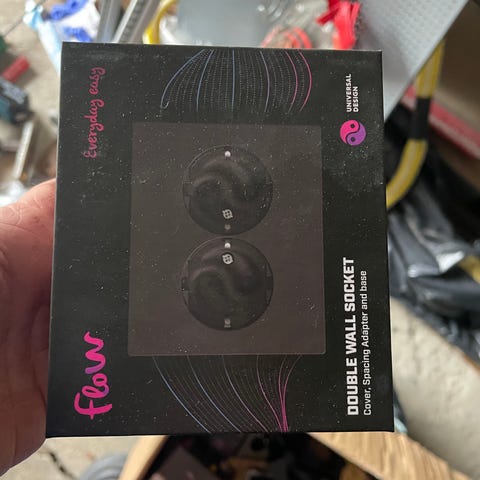 flow
Everyday easy
DOUBLE WALL SOCKET
Cover, Spacing Adapter and base
UNIVERSAL
DESIGN